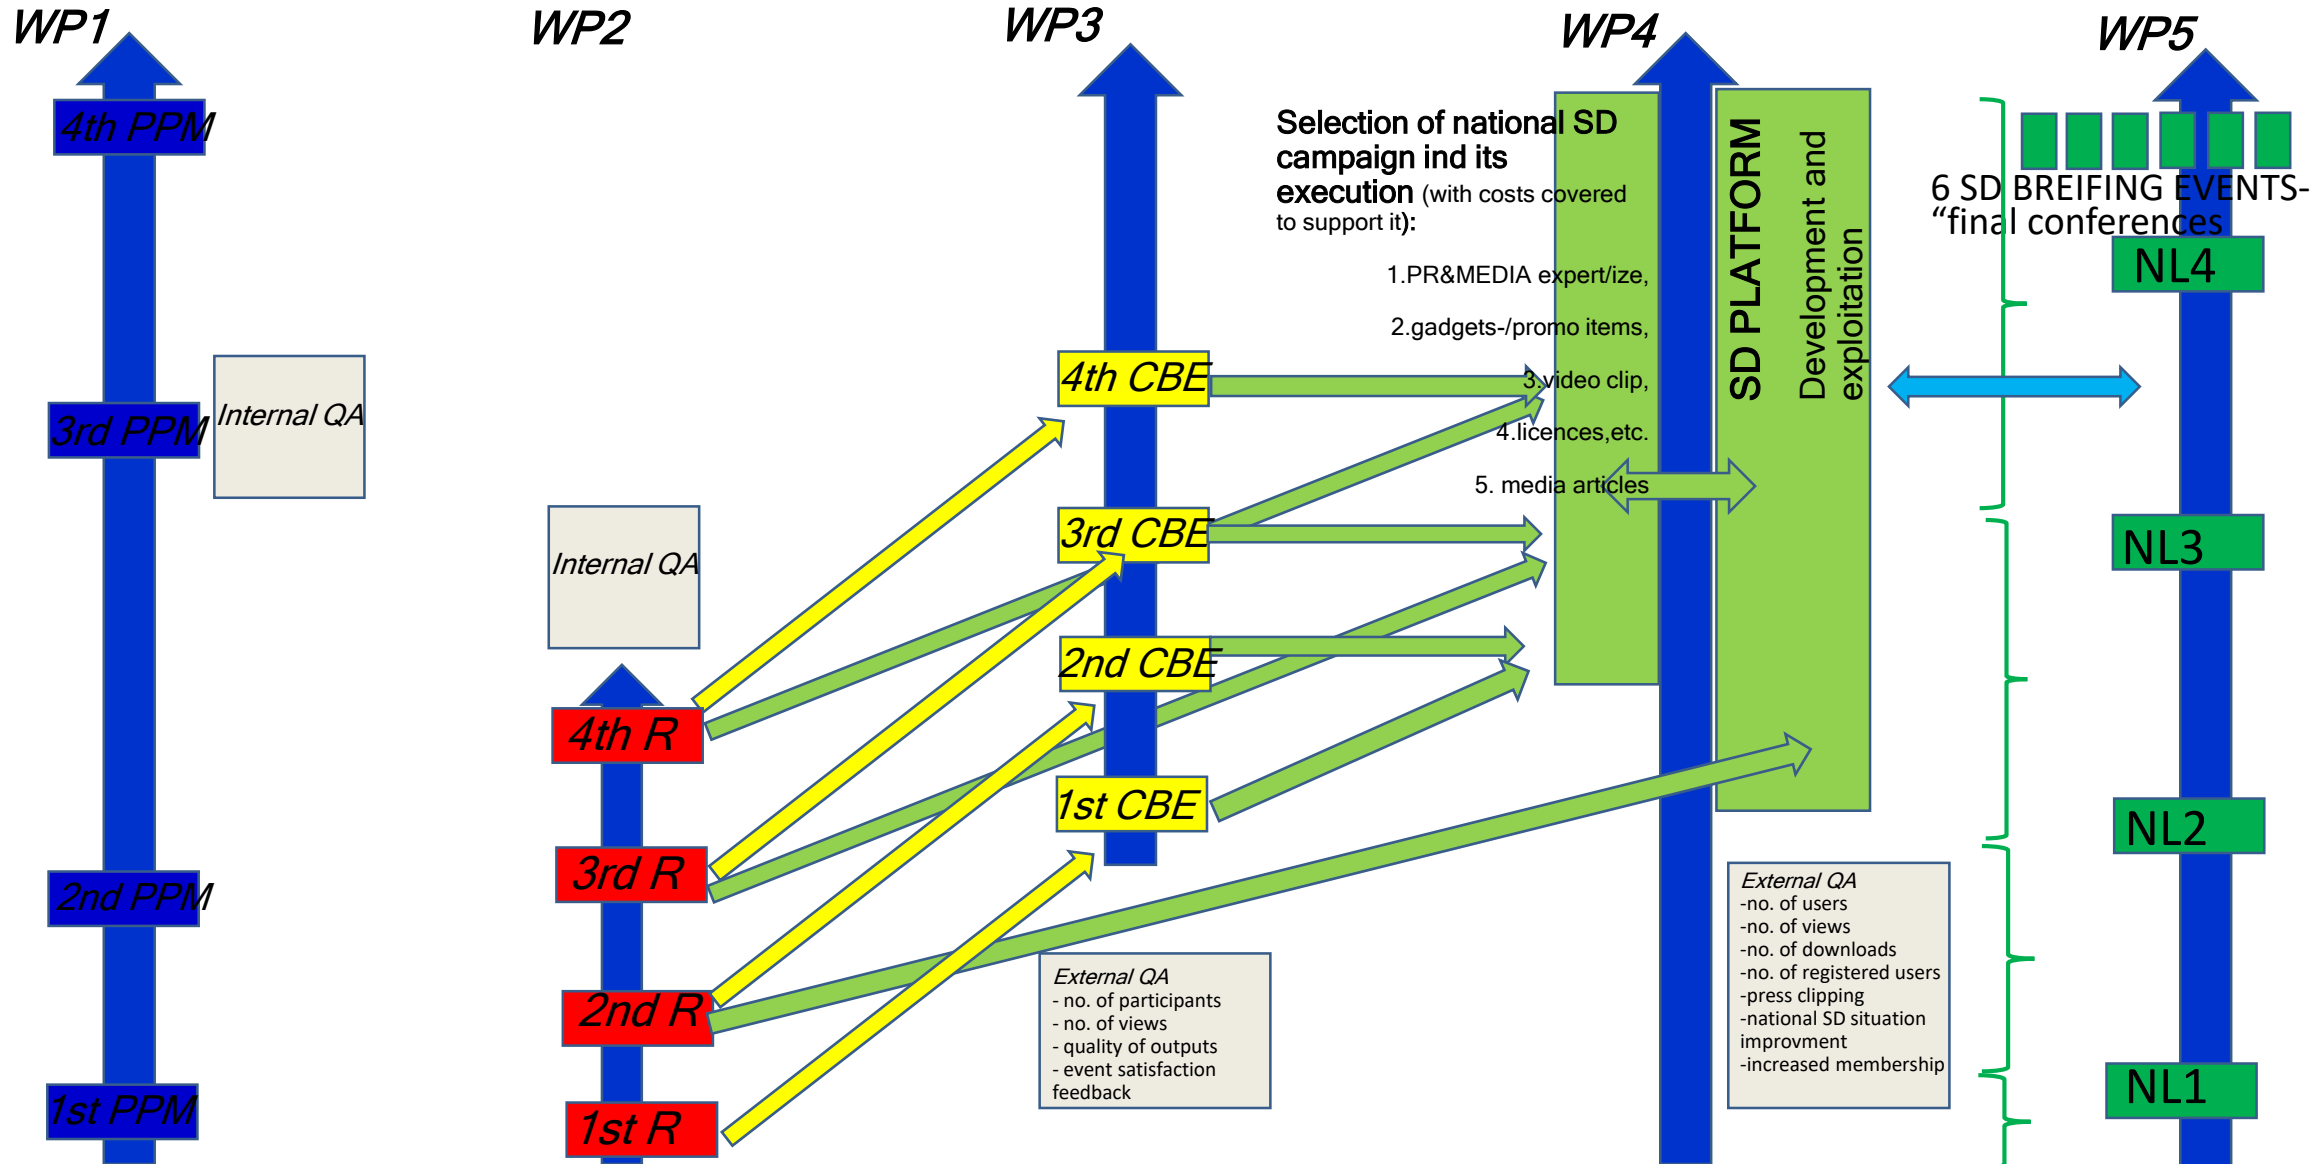 WP1
WP2
WP3
WP4
WP5
4th PPM
3rd PPM
2nd PPM
1st PPM
Internal QA
Internal QA
4th R
3rd R
2nd R
1st R
4th CBE
3rd CBE
2nd CBE
1st CBE
External QA
- no. of participants
- no. of views
- quality of outputs
- event satisfaction
feedback
Selection of national SD
campaign ind its
execution (with costs covered
to support it):
1.PR&MEDIA expert/ize,
2.gadgets-/promo items,
3.video clip,
4.licences,etc.
5. media articles
SD PLATFORM
Development and
exploitation
External QA
-no. of users
-no. of views
-no. of downloads
-no. of registered users
-press clipping
-national SD situation
improvment
-increased membership
6 SD BREIFING EVENTS-
“final conferences
NL4
NL3
NL2
NL1